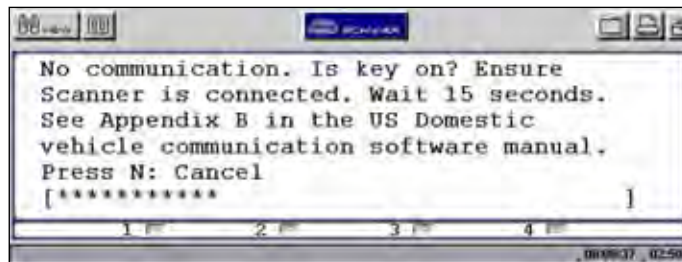 SCANNER
No communication. Is key on? Ensure
Scanner is connected. Wait 15 seconds.
See Appendix B in the US Domestic
vehicle communication software manual.
Press N: Cancel
[*********** ]
1 2 3 4